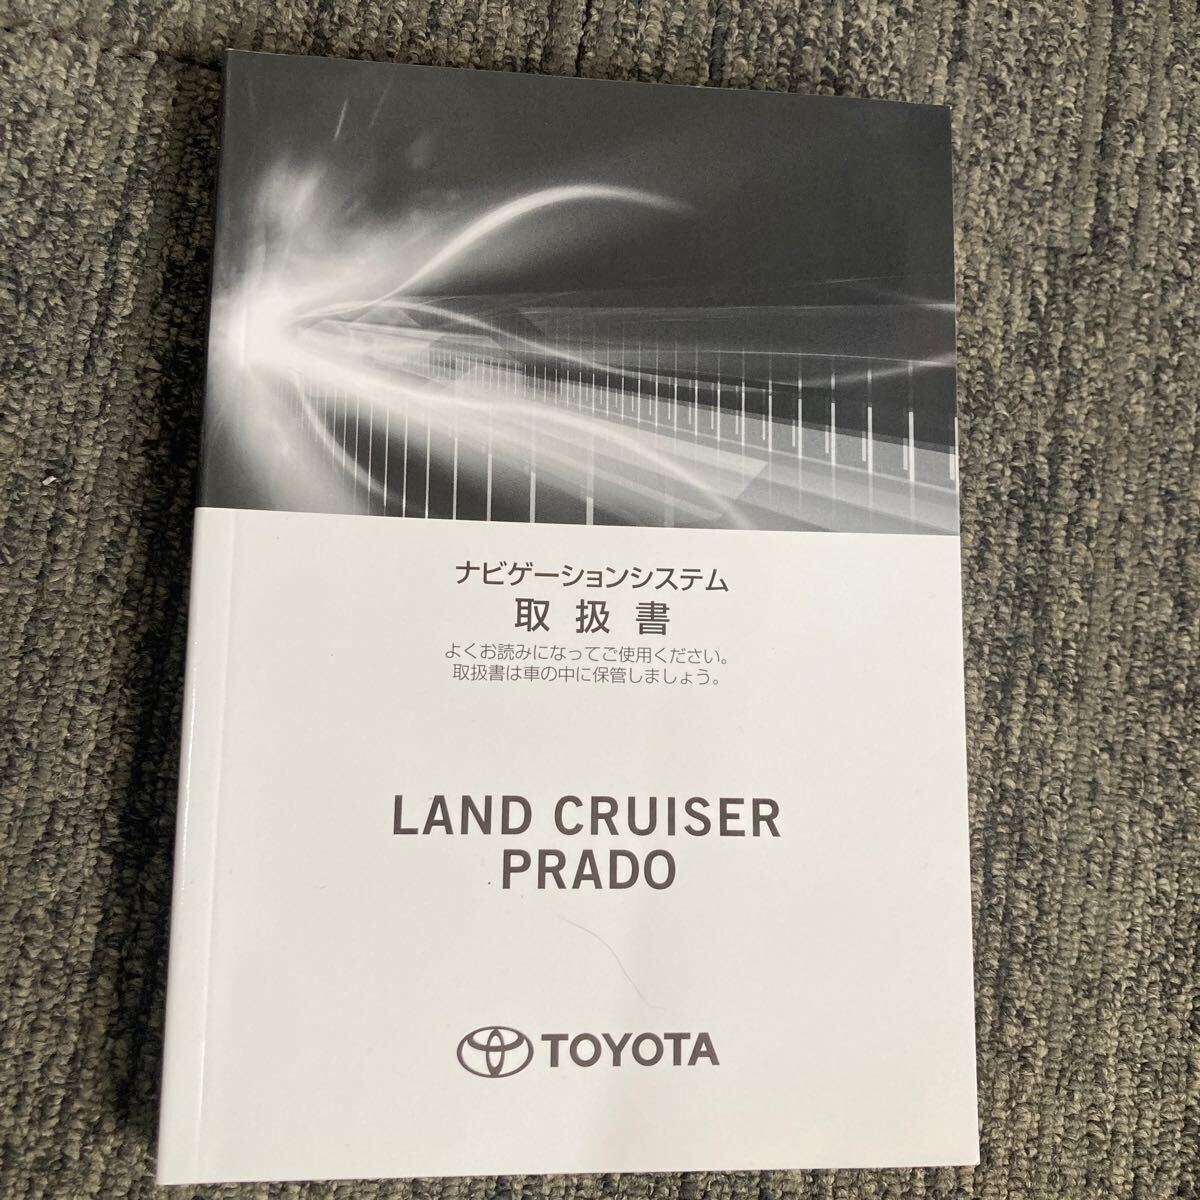 ナビゲーションシステム
取扱書
よくお読みになってご使用ください。
取扱書は車の中に保管しましょう。
LAND CRUISER
PRADO
TOYOTA